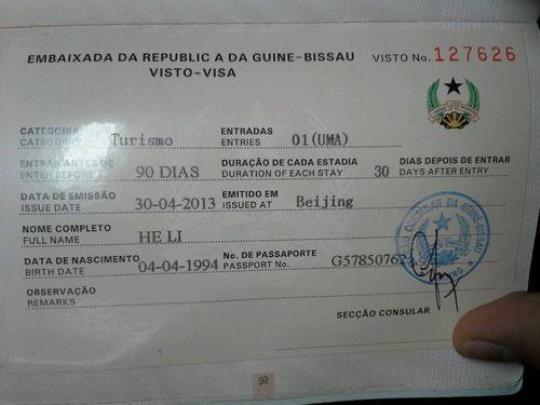 EMBAIXADA DA REPUBLIC A DA GUINE-BISSAU
VISTO No. 127626
VISTO-VISA
CATEGORIA
CATEGORY Turismo
ENTRADAS
ENTRIES 01(UMA)
ENTRAR ANTES DE
ENTER BEFORE 90 DIAS
DURAÇÃO DE CADA ESTADIA
DURATION OF EACH STAY 30
DIAS DEPOIS DE ENTRAR
DAYS AFTER ENTRY
DATA DE EMISSÃO
ISSUE DATE 30-04-2013
EMITIDO EM
ISSUED AT Beijing
NOME COMPLETO
FULL NAME HE LI
DATA DE NASCIMENTO
BIRTH DATE 04-04-1994
No. DE PASSAPORTE
PASSPORT No. G5785076
OBSERVAÇÃO
REMARKS
SECÇÃO CONSULAR
DA GUINE-BISSAU